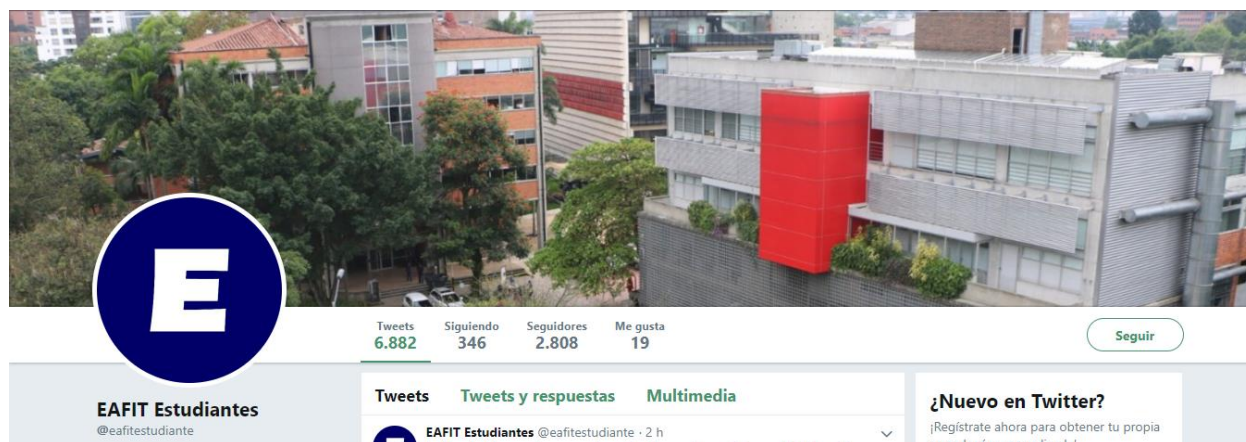 E
Tweets
6.882
Siguiendo
346
Seguidores
2.808
Me gusta
19
Seguir
EAFIT Estudiantes
@eafitestudiante
Tweets Tweets y respuestas Multimedia
E EAFIT Estudiantes @eafitestudiante · 2 h
¿Nuevo en Twitter?
¡Regístrate ahora para obtener tu propia